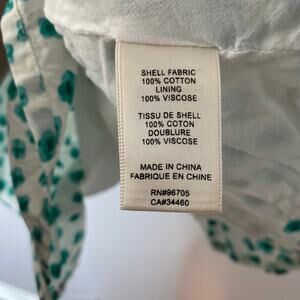 SHELL FABRIC
100% COTTON
LINING
100% VISCOSE
TISSU DE SHELL
100% COTON
DOUBLURE
100% VISCOSE
MADE IN CHINA
FABRIQUE EN CHINE
RN#96705
CA#34460